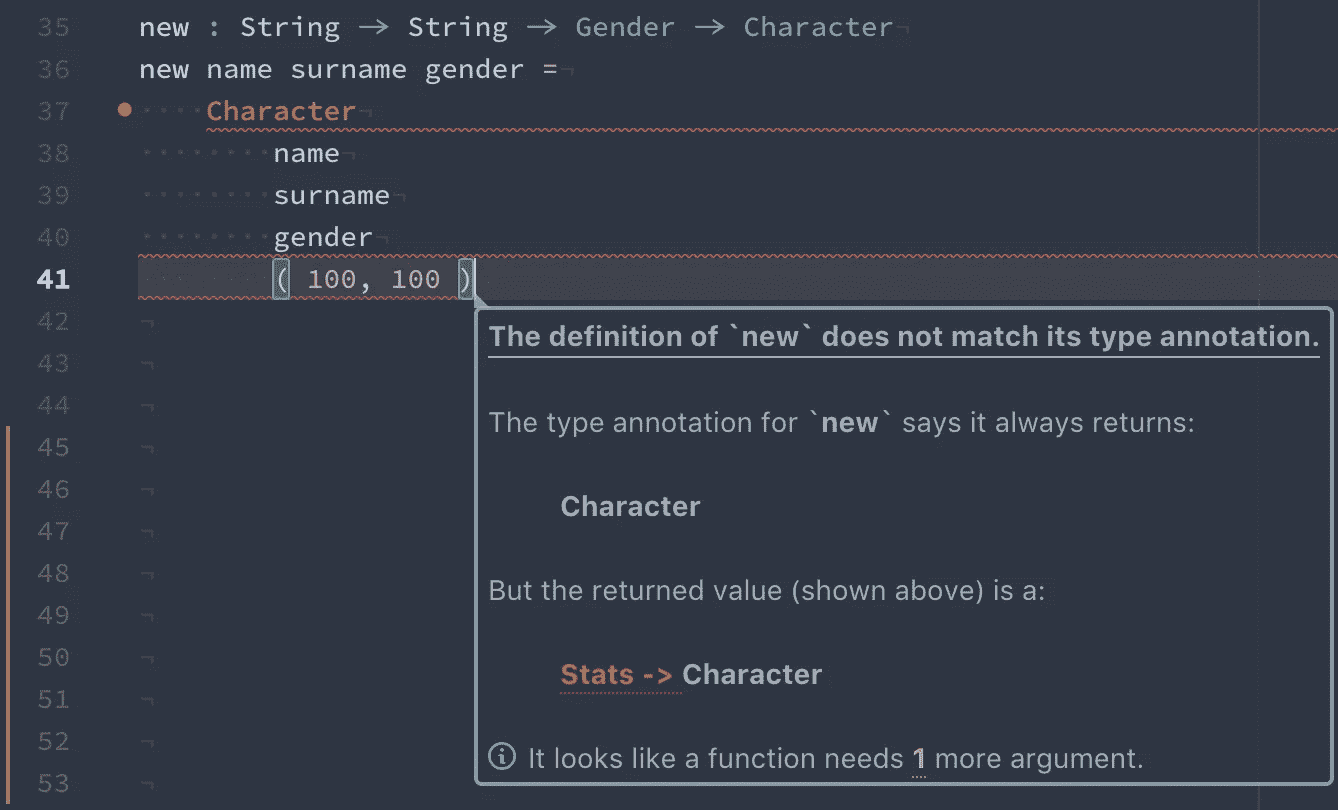 35 new : String → String → Gender → Character¬
36 new name surname gender =¬
37 ····Character¬
38 ········name¬
39 ········surname¬
40 ········gender¬
41 ········( 100, 100 )
42 ¬
43 ¬
44 ¬
45 ¬
46 ¬
47 ¬
48 ¬
49 ¬
50 ¬
51 ¬
52 ¬
53 ¬
The definition of `new` does not match its type annotation.
The type annotation for `new` says it always returns:
Character
But the returned value (shown above) is a:
Stats -> Character
It looks like a function needs 1 more argument.